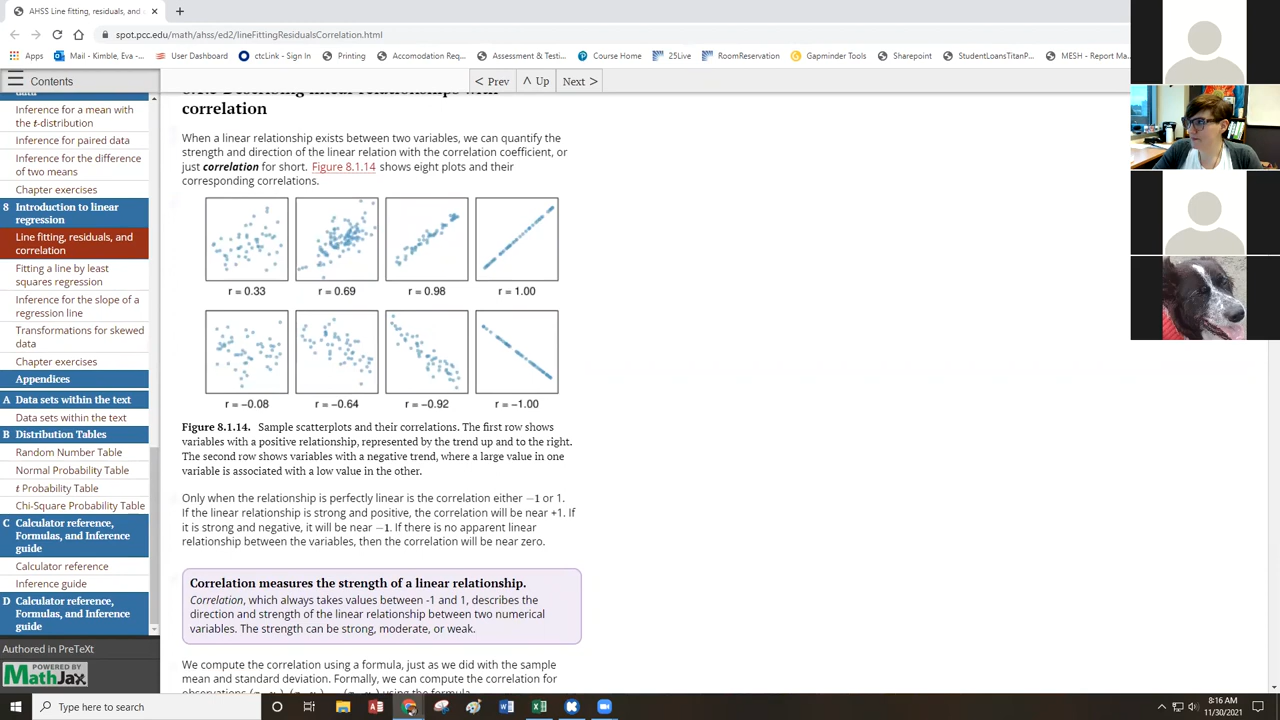 AHSS Line fitting, residuals, and
spot.pcc.edu/math/ahss/ed2/lineFittingResidualsCorrelation.html
Apps
Mail - Kimble, Eva -
User Dashboard
ctcLink - Sign In
Printing
Accomodation Req...
Assessment & Testi...
Course Home
25Live
RoomReservation
Gapminder Tools
Sharepoint
StudentLoansTitanP...
MESH - Report Ma...
Contents
< Prev
Up
Next >
data
Inference for a mean with
the t-distribution
Inference for paired data
Inference for the difference
of two means
Chapter exercises
8 Introduction to linear
regression
Line fitting, residuals, and
correlation
Fitting a line by least
squares regression
Inference for the slope of a
regression line
Transformations for skewed
data
Chapter exercises
Appendices
A Data sets within the text
Data sets within the text
B Distribution Tables
Random Number Table
Normal Probability Table
t Probability Table
Chi-Square Probability Table
C Calculator reference,
Formulas, and Inference
guide
Calculator reference
Inference guide
D Calculator reference,
Formulas, and Inference
guide
Authored in PreTeXt
POWERED BY
MathJax
correlation
When a linear relationship exists between two variables, we can quantify the
strength and direction of the linear relation with the correlation coefficient, or
just correlation for short. Figure 8.1.14 shows eight plots and their
corresponding correlations.
r = 0.33
r = 0.69
r = 0.98
r = 1.00
r = −0.08
r = −0.64
r = −0.92
r = −1.00
Figure 8.1.14. Sample scatterplots and their correlations. The first row shows
variables with a positive relationship, represented by the trend up and to the right.
The second row shows variables with a negative trend, where a large value in one
variable is associated with a low value in the other.
Only when the relationship is perfectly linear is the correlation either −1 or 1.
If the linear relationship is strong and positive, the correlation will be near +1. If
it is strong and negative, it will be near −1. If there is no apparent linear
relationship between the variables, then the correlation will be near zero.
Correlation measures the strength of a linear relationship.
Correlation, which always takes values between -1 and 1, describes the
direction and strength of the linear relationship between two numerical
variables. The strength can be strong, moderate, or weak.
We compute the correlation using a formula, just as we did with the sample
mean and standard deviation. Formally, we can compute the correlation for
Type here to search
8:16 AM
11/30/2021